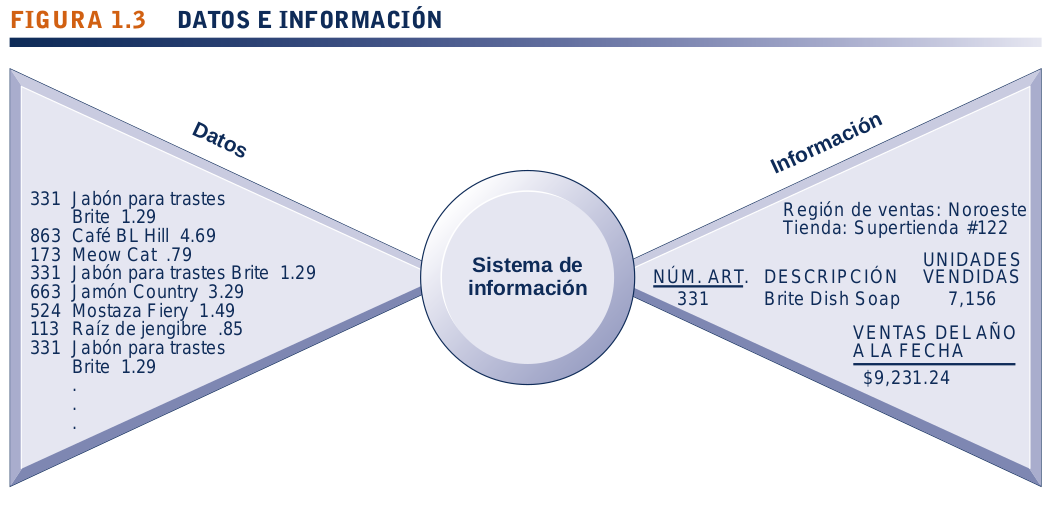 FIGURA 1.3 DATOS E INFORMACIÓN
Datos
331 Jabón para trastes
Brite 1.29
863 Café BL Hill 4.69
173 Meow Cat .79
331 Jabón para trastes Brite 1.29
663 Jamón Country 3.29
524 Mostaza Fiery 1.49
113 Raíz de jengibre .85
331 Jabón para trastes
Brite 1.29
.
.
.
Sistema de
información
Información
Región de ventas: Noroeste
Tienda: Supertienda #122
NÚM. ART. DESCRIPCIÓN UNIDADES
VENDIDAS
331 Brite Dish Soap 7,156
VENTAS DEL AÑO
A LA FECHA
$9,231.24